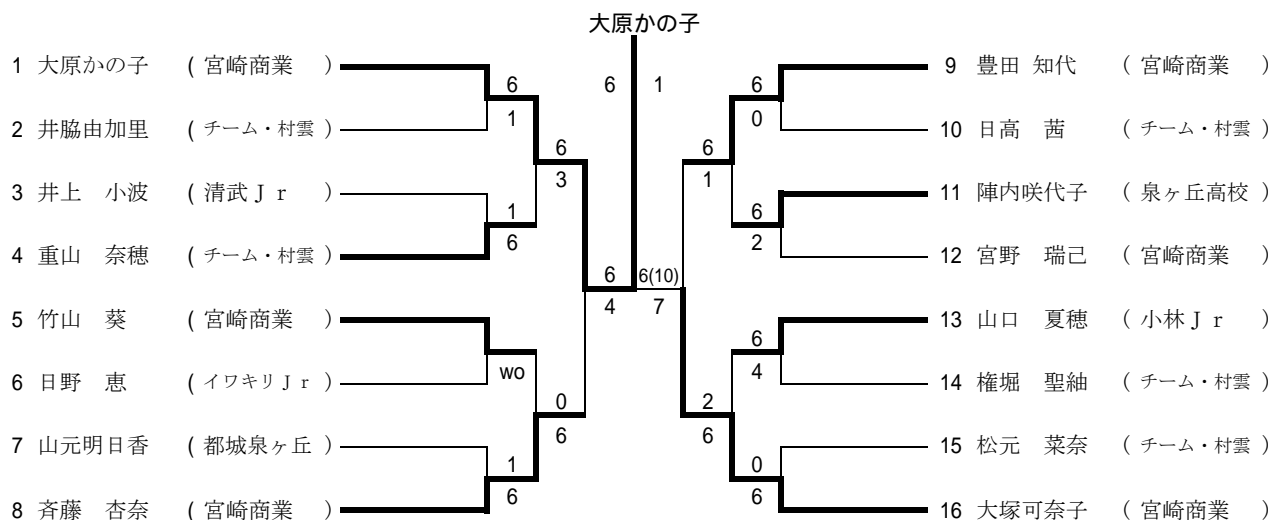 大原かの子
1 大原かの子 ( 宮崎商業 )
2 井脇由加里 ( チーム・村雲 )
3 井上 小波 ( 清武Ｊｒ )
4 重山 奈穂 ( チーム・村雲 )
5 竹山 葵 ( 宮崎商業 )
6 日野 恵 ( イワキリＪｒ )
7 山元明日香 ( 都城泉ヶ丘 )
8 斉藤 杏奈 ( 宮崎商業 )
6
1
1
6
wo
1
6
6
3
0
6
6
4
6 1
6(10)
7
6
1
2
6
6
0
6
2
6
4
0
6
9 豊田 知代 ( 宮崎商業 )
10 日高 茜 ( チーム・村雲 )
11 陣内咲代子 ( 泉ヶ丘高校 )
12 宮野 瑞己 ( 宮崎商業 )
13 山口 夏穂 ( 小林Ｊｒ )
14 権堀 聖紬 ( チーム・村雲 )
15 松元 菜奈 ( チーム・村雲 )
16 大塚可奈子 ( 宮崎商業 )